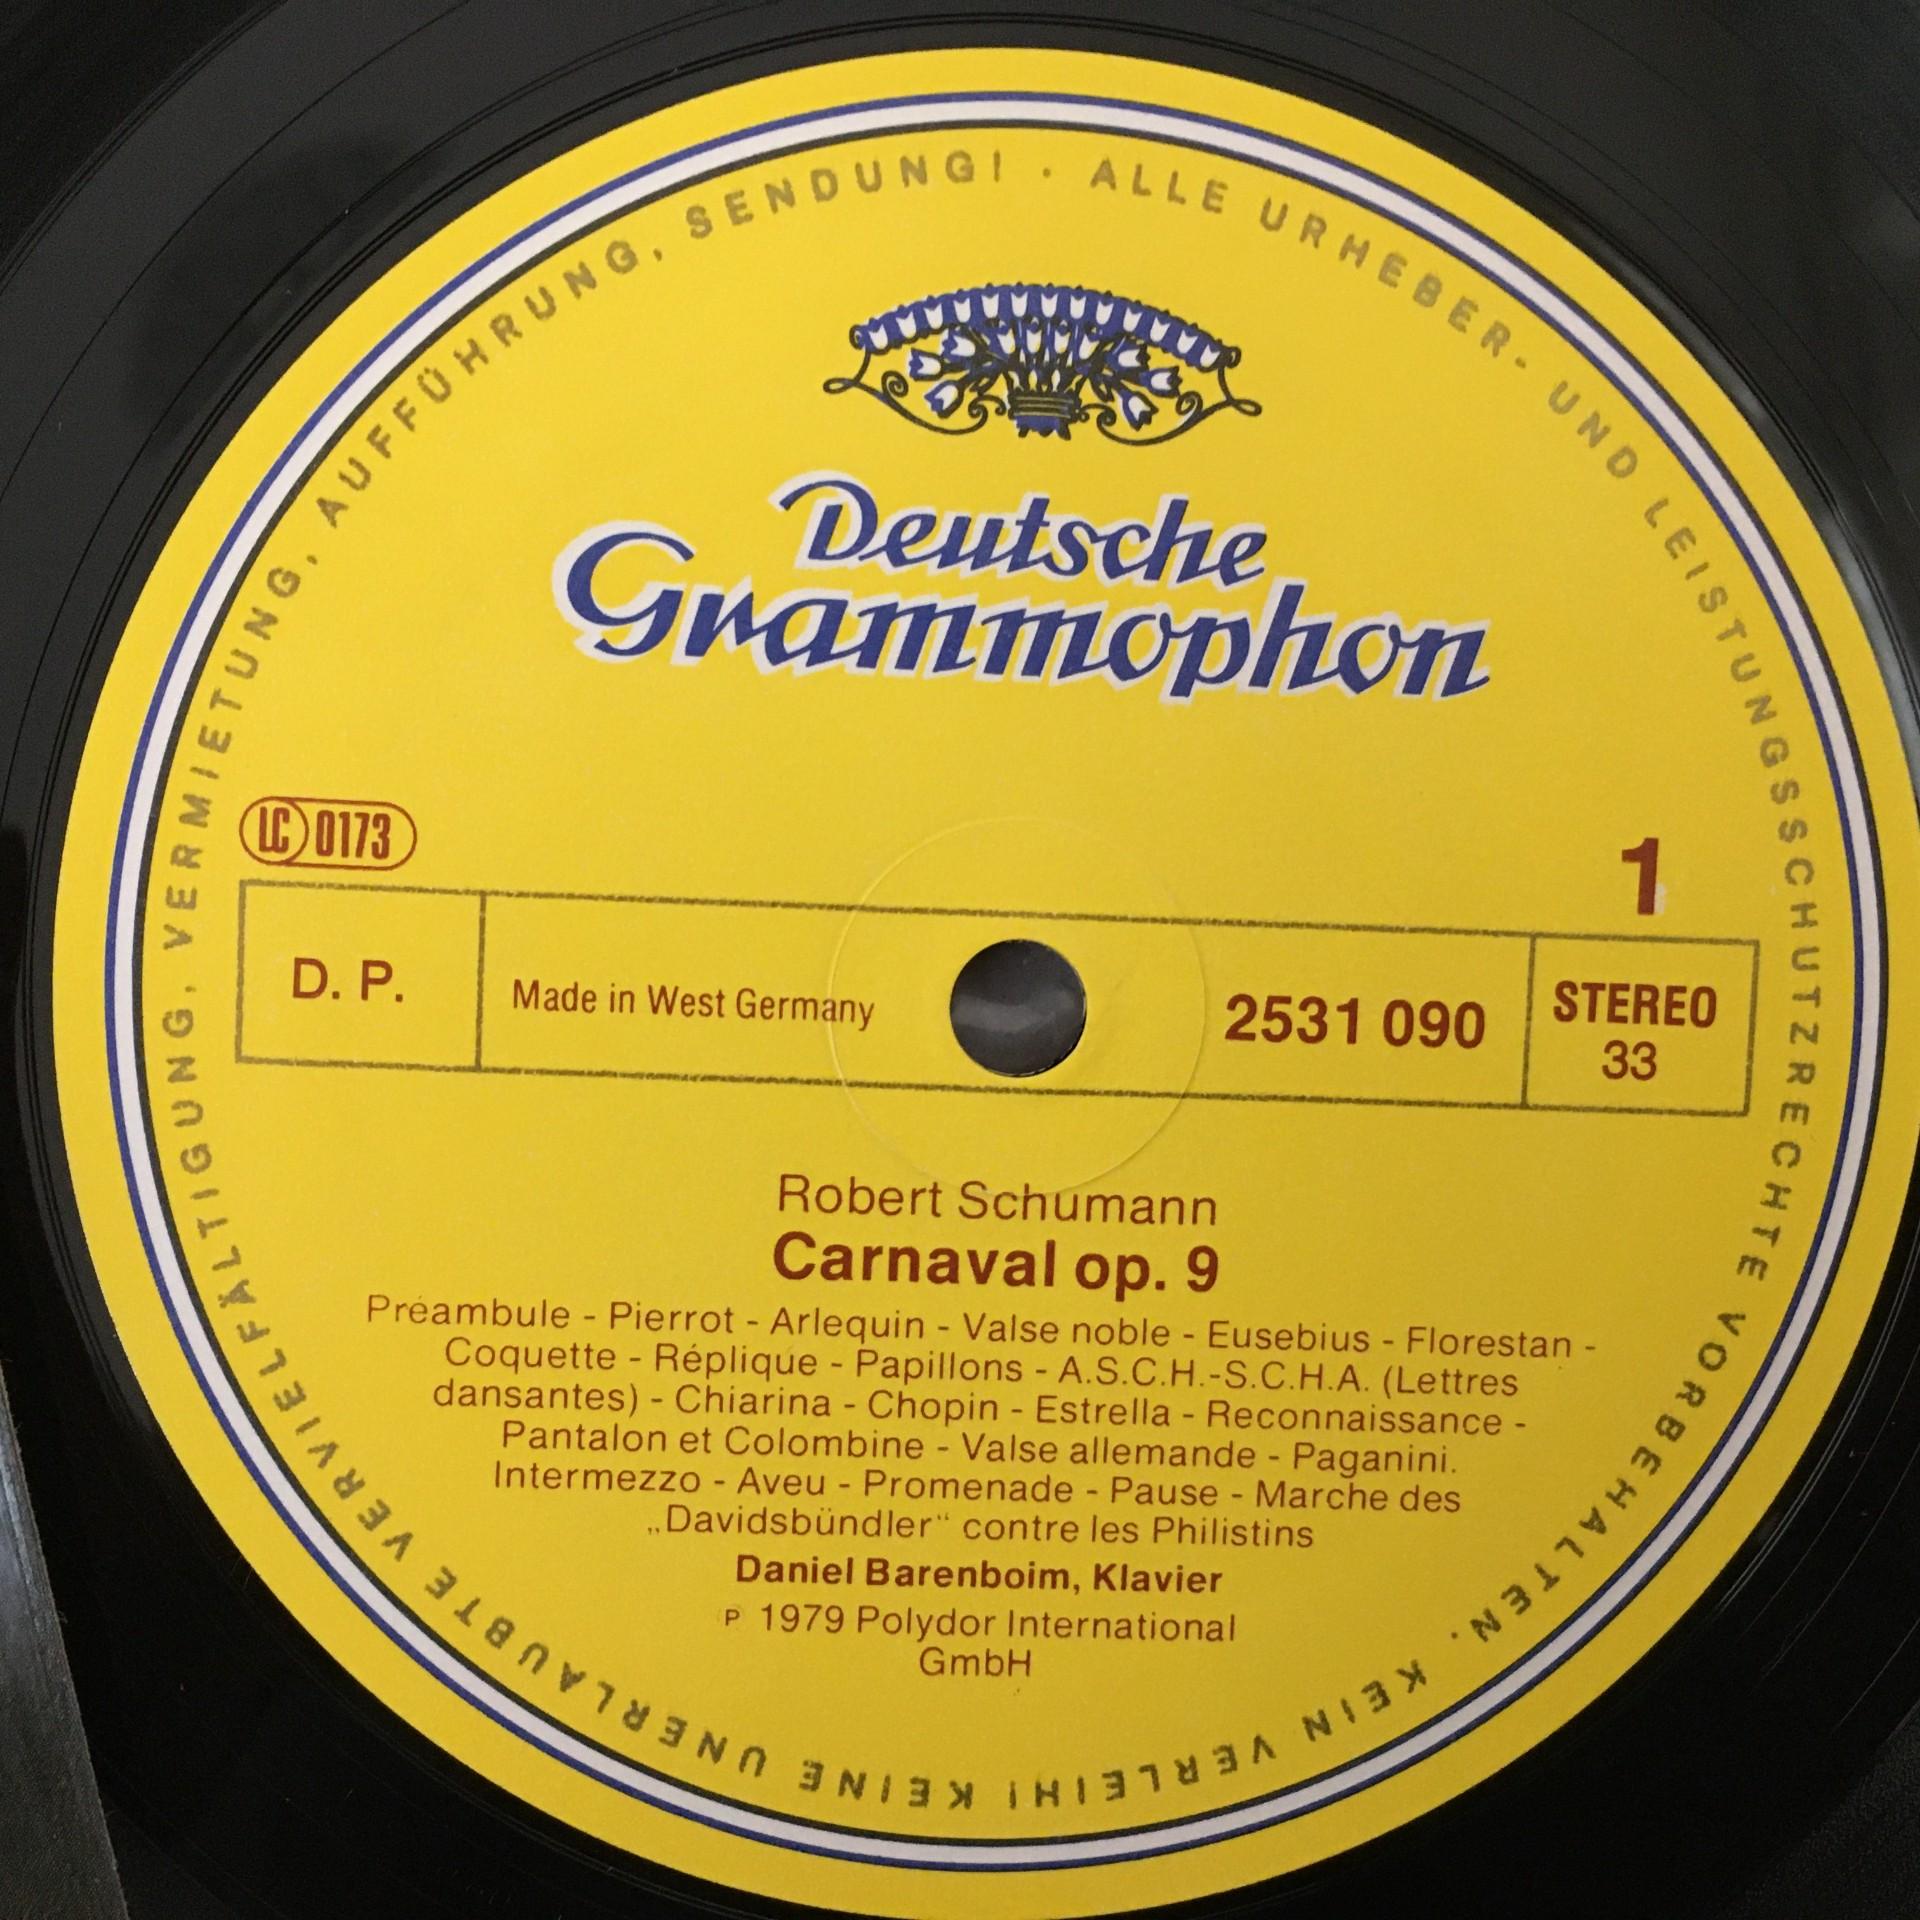 ALLE URHEBER- UND LEISTUNGSSCHUTZRECHTE VORBEHALTEN · KEIN VERLEIH! KEINE UNERLAUBTE VERVIELFÄLTIGUNG, VERMIETUNG, AUFFÜHRUNG, SENDUNG! ·
Deutsche
Grammophon
LC 0173
1
D. P.
Made in West Germany
2531 090
STEREO
33
Robert Schumann
Carnaval op. 9
Préambule - Pierrot - Arlequin - Valse noble - Eusebius - Florestan -
Coquette - Réplique - Papillons - A.S.C.H.-S.C.H.A. (Lettres
dansantes) - Chiarina - Chopin - Estrella - Reconnaissance -
Pantalon et Colombine - Valse allemande - Paganini.
Intermezzo - Aveu - Promenade - Pause - Marche des
„Davidsbündler“ contre les Philistins
Daniel Barenboim, Klavier
℗ 1979 Polydor International
GmbH